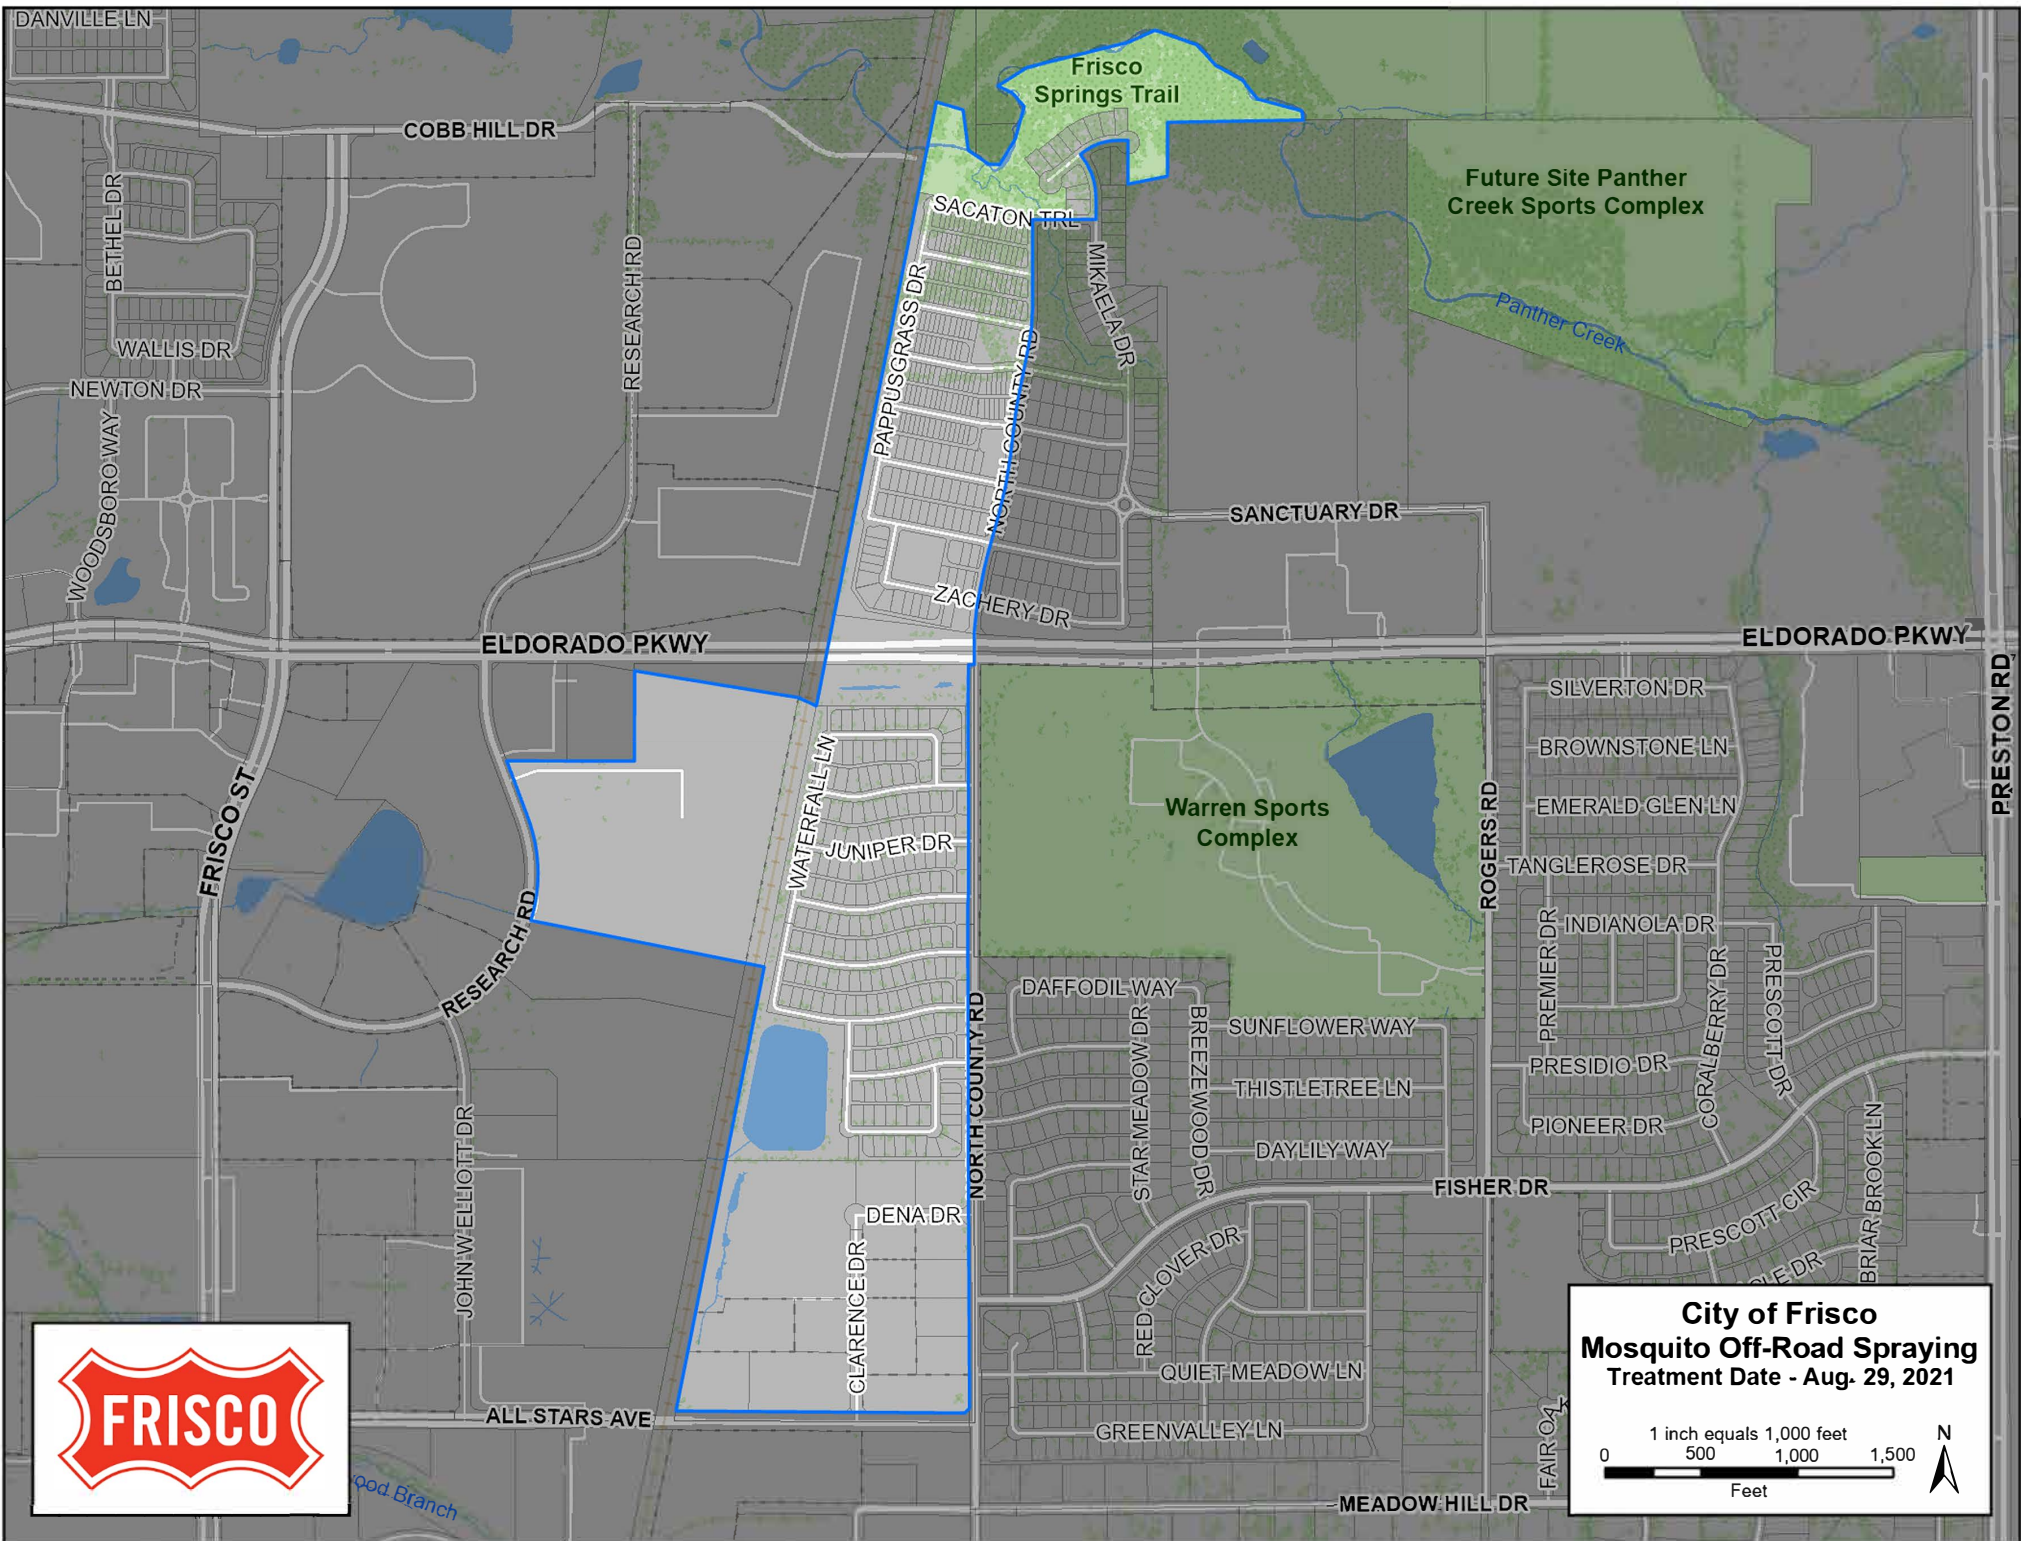 DANVILLE LN
COBB HILL DR
BETHEL DR
RESEARCH RD
WALLIS DR
NEWTON DR
WOODSBORO WAY
Frisco
Springs Trail
SACATON TRL
MIKAELA DR
PAPPUSGRASS DR
NORTH COUNTY RD
Future Site Panther
Creek Sports Complex
Panther Creek
SANCTUARY DR
ZACHERY DR
ELDORADO PKWY
ELDORADO PKWY
PRESTON RD
FRISCO ST
RESEARCH RD
WATERFALL LN
JUNIPER DR
Warren Sports
Complex
ROGERS RD
SILVERTON DR
BROWNSTONE LN
EMERALD GLEN LN
TANGLEROSE DR
INDIANOLA DR
PREMIER DR
CORALBERRY DR
PRESCOTT DR
DAFFODIL WAY
SUNFLOWER WAY
STAR MEADOW DR
BREEZEWOOD DR
THISTLETREE LN
DAYLILY WAY
PRESIDIO DR
PIONEER DR
NORTH COUNTY RD
JOHN W ELLIOTT DR
FISHER DR
PRESCOTT CIR
BRIAR BROOK LN
DENA DR
CLARENCE DR
RED CLOVER DR
QUIET MEADOW LN
GREENVALLEY LN
ALL STARS AVE
MEADOW HILL DR
FAIR OAK
ood Branch
FRISCO
City of Frisco
Mosquito Off-Road Spraying
Treatment Date - Aug. 29, 2021
1 inch equals 1,000 feet
0 500 1,000 1,500
Feet
N